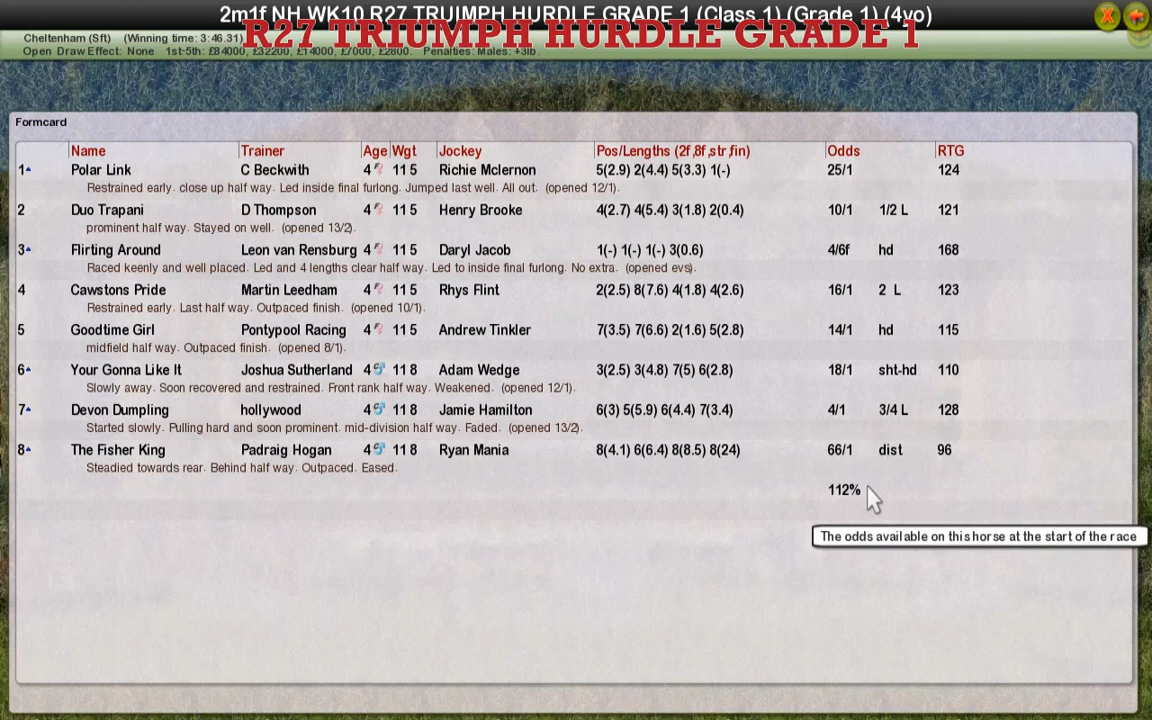 2m1f NH WK10 R27 TRIUMPH HURDLE GRADE 1 (Class 1) (Grade 1) (4yo)
R27 TRIUMPH HURDLE GRADE 1
Cheltenham (Sft) (Winning time: 3:46.31)
Open Draw Effect: None 1st-5th: £84000, £32200, £14000, £7000, £2800. Penalties: Males: +3lb.
Formcard
Name Trainer Age Wgt Jockey Pos/Lengths (2f,8f,str,fin) Odds RTG
1 Polar Link C Beckwith 4 11 5 Richie McIernon 5(2.9) 2(4.4) 5(3.3) 1(-) 25/1 124
Restrained early. close up half way. Led inside final furlong. Jumped last well. All out. (opened 12/1).
2 Duo Trapani D Thompson 4 11 5 Henry Brooke 4(2.7) 4(5.4) 3(1.8) 2(0.4) 10/1 1/2 L 121
prominent half way. Stayed on well. (opened 13/2).
3 Flirting Around Leon van Rensburg 4 11 5 Daryl Jacob 1(-) 1(-) 1(-) 3(0.6) 4/6f hd 168
Raced keenly and well placed. Led and 4 lengths clear half way. Led to inside final furlong. No extra. (opened evs).
4 Cawstons Pride Martin Leedham 4 11 5 Rhys Flint 2(2.5) 8(7.6) 4(1.8) 4(2.6) 16/1 2 L 123
Restrained early. Last half way. Outpaced finish. (opened 10/1).
5 Goodtime Girl Pontypool Racing 4 11 5 Andrew Tinkler 7(3.5) 7(6.6) 2(1.6) 5(2.8) 14/1 hd 115
midfield half way. Outpaced finish. (opened 8/1).
6 Your Gonna Like It Joshua Sutherland 4 11 8 Adam Wedge 3(2.5) 3(4.8) 7(5) 6(2.8) 18/1 sht-hd 110
Slowly away. Soon recovered and restrained. Front rank half way. Weakened. (opened 12/1).
7 Devon Dumpling hollywood 4 11 8 Jamie Hamilton 6(3) 5(5.9) 6(4.4) 7(3.4) 4/1 3/4 L 128
Started slowly. Pulling hard and soon prominent. mid-division half way. Faded. (opened 13/2).
8 The Fisher King Padraig Hogan 4 11 8 Ryan Mania 8(4.1) 6(6.4) 8(8.5) 8(24) 66/1 dist 96
Steadied towards rear. Behind half way. Outpaced. Eased.
112%
The odds available on this horse at the start of the race